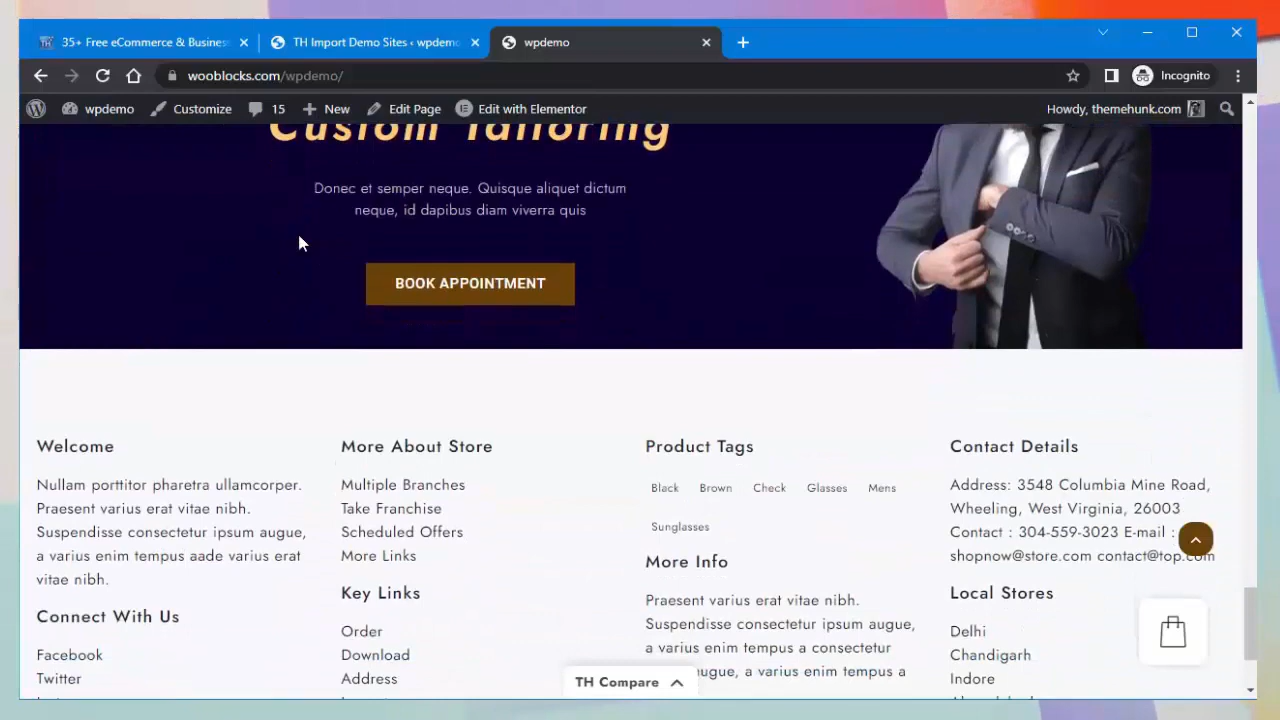 35+ Free eCommerce & Busines
TH Import Demo Sites ‹ wpdemo
wpdemo
wooblocks.com/wpdemo/
Incognito
wpdemo
Customize
15
New
Edit Page
Edit with Elementor
Howdy, themehunk.com
Custom Tailoring
Donec et semper neque. Quisque aliquet dictum
neque, id dapibus diam viverra quis
BOOK APPOINTMENT
Welcome
Nullam porttitor pharetra ullamcorper.
Praesent varius erat vitae nibh.
Suspendisse consectetur ipsum augue,
a varius enim tempus aade varius erat
vitae nibh.
Connect With Us
Facebook
Twitter
More About Store
Multiple Branches
Take Franchise
Scheduled Offers
More Links
Key Links
Order
Download
Address
Product Tags
Black Brown Check Glasses Mens
Sunglasses
More Info
Praesent varius erat vitae nibh.
Suspendisse consectetur ipsum augue,
a varius enim tempus a consectetur
augue, a varius enim tempus a
Contact Details
Address: 3548 Columbia Mine Road,
Wheeling, West Virginia, 26003
Contact : 304-559-3023 E-mail :
shopnow@store.com contact@top.com
Local Stores
Delhi
Chandigarh
Indore
TH Compare